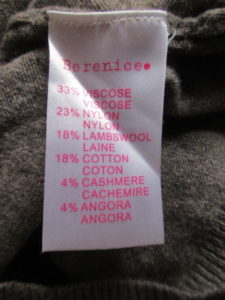 Berenice●
33% VISCOSE
VISCOSE
23% NYLON
NYLON
18% LAMBSWOOL
LAINE
18% COTTON
COTON
4% CASHMERE
CACHEMIRE
4% ANGORA
ANGORA